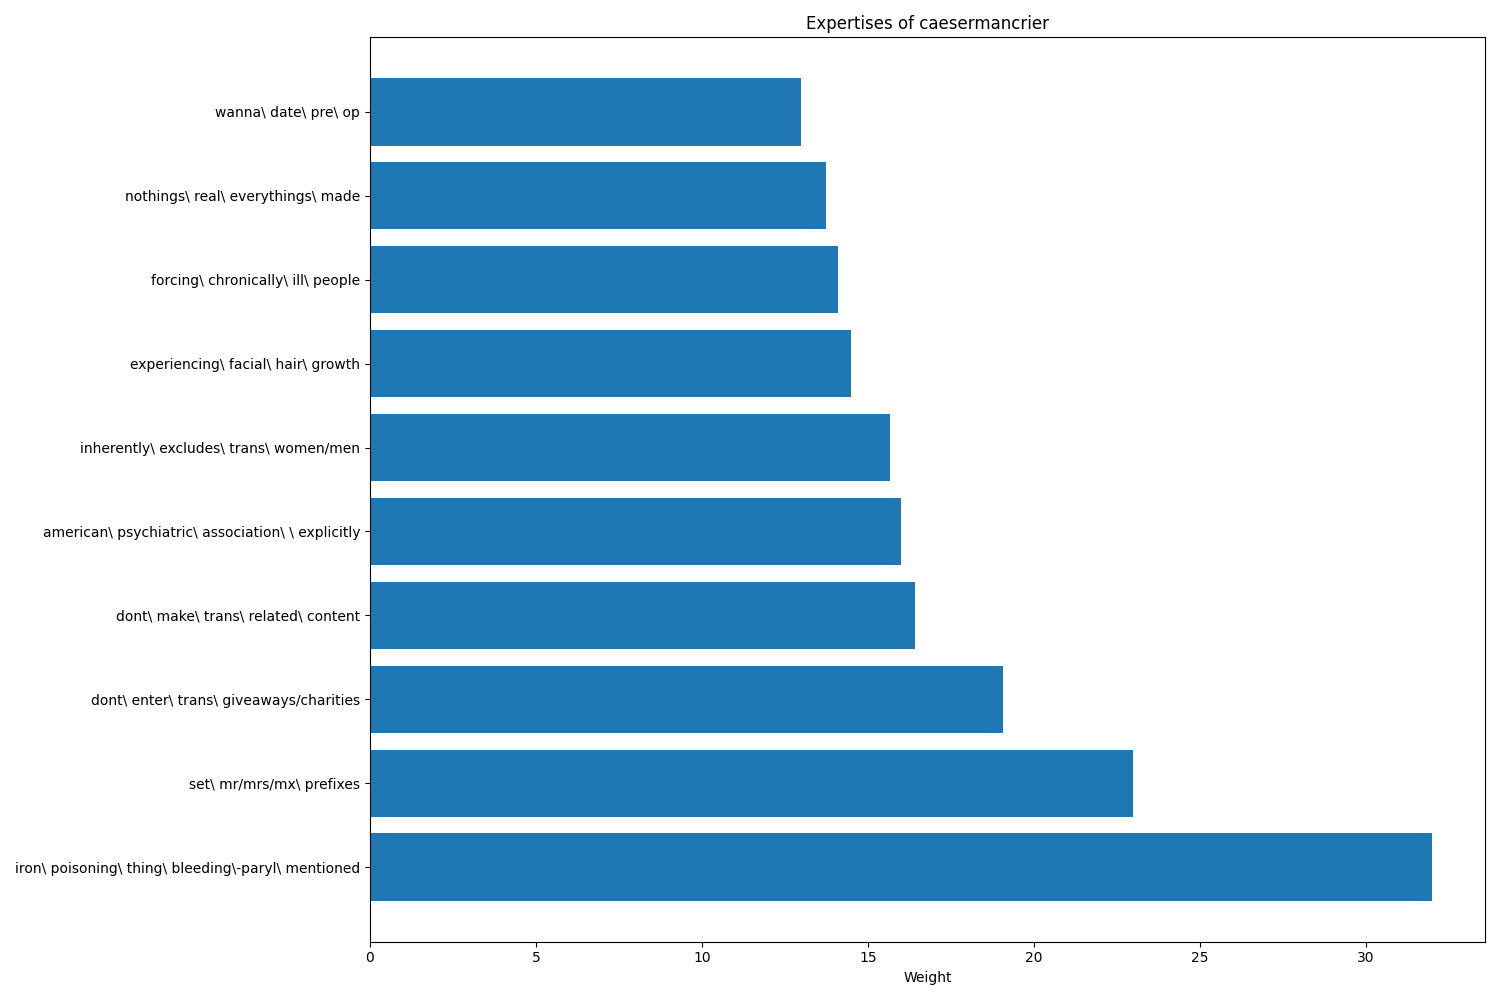 Expertises of caesermancrier
wanna\ date\ pre\ op
nothings\ real\ everythings\ made
forcing\ chronically\ ill\ people
experiencing\ facial\ hair\ growth
inherently\ excludes\ trans\ women/men
american\ psychiatric\ association\ \ explicitly
dont\ make\ trans\ related\ content
dont\ enter\ trans\ giveaways/charities
set\ mr/mrs/mx\ prefixes
iron\ poisoning\ thing\ bleeding\-paryl\ mentioned
0 5 10 15 20 25 30
Weight